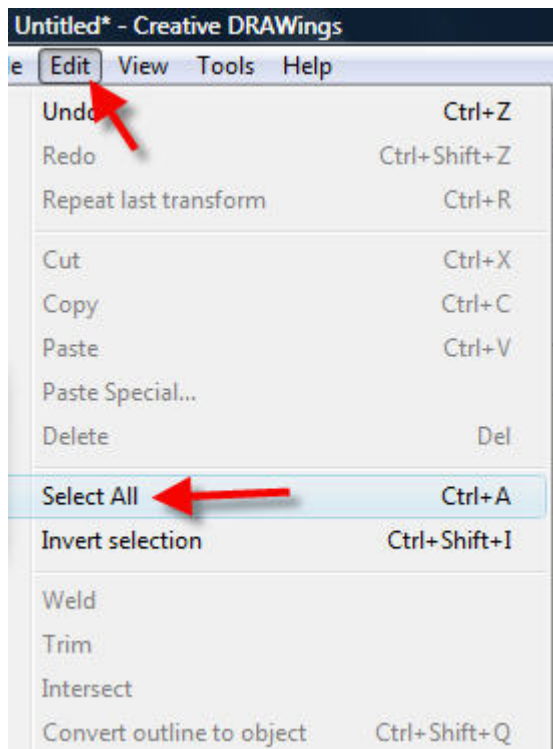 Untitled* - Creative DRAWings
e Edit View Tools Help
Undo Ctrl+Z
Redo Ctrl+Shift+Z
Repeat last transform Ctrl+R
Cut Ctrl+X
Copy Ctrl+C
Paste Ctrl+V
Paste Special...
Delete Del
Select All Ctrl+A
Invert selection Ctrl+Shift+I
Weld
Trim
Intersect
Convert outline to object Ctrl+Shift+Q